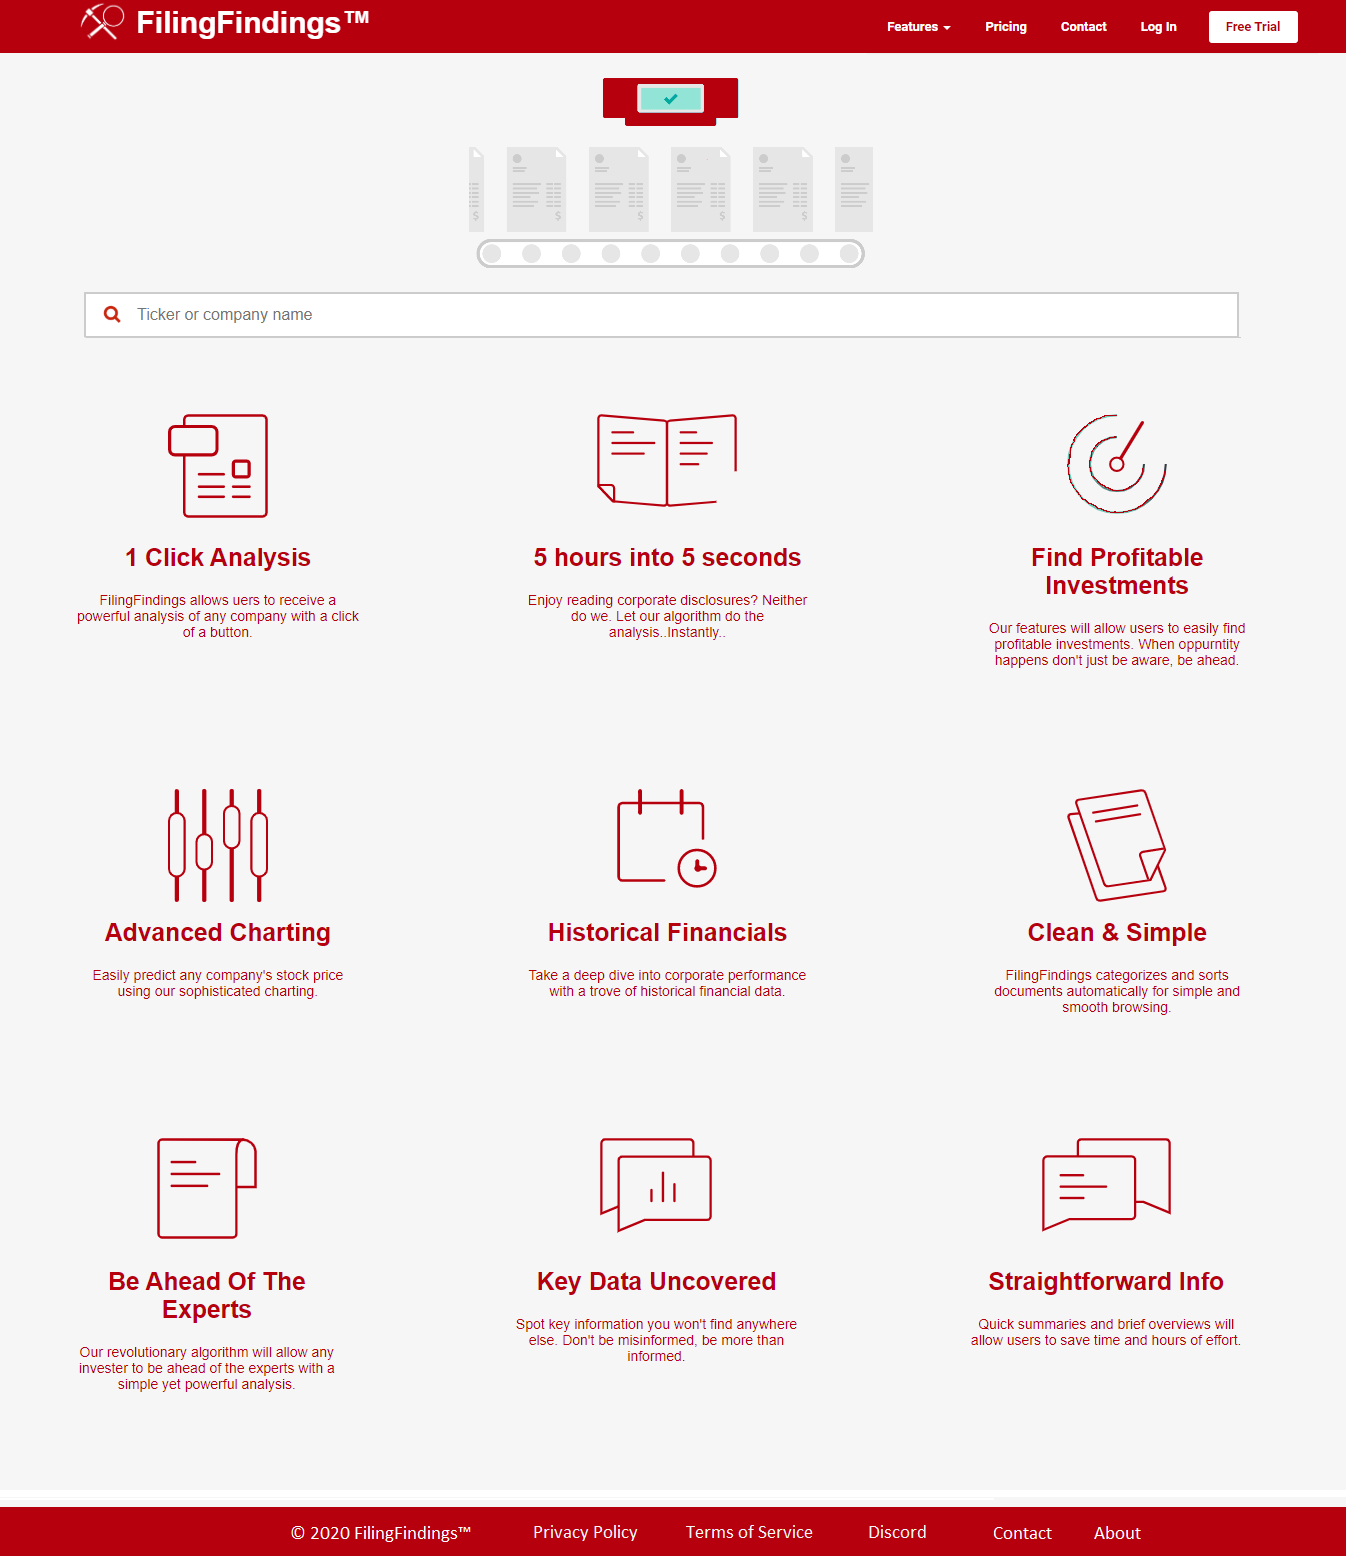 FilingFindings™
Features
Pricing
Contact
Log In
Free Trial
$ $ $ $ $
Ticker or company name
1 Click Analysis
FilingFindings allows uers to receive a
powerful analysis of any company with a click
of a button.
5 hours into 5 seconds
Enjoy reading corporate disclosures? Neither
do we. Let our algorithm do the
analysis..Instantly..
Find Profitable
Investments
Our features will allow users to easily find
profitable investments. When oppurntity
happens don't just be aware, be ahead.
Advanced Charting
Easily predict any company's stock price
using our sophisticated charting.
Historical Financials
Take a deep dive into corporate performance
with a trove of historical financial data.
Clean & Simple
FilingFindings categorizes and sorts
documents automatically for simple and
smooth browsing.
Be Ahead Of The
Experts
Our revolutionary algorithm will allow any
invester to be ahead of the experts with a
simple yet powerful analysis.
Key Data Uncovered
Spot key information you won't find anywhere
else. Don't be misinformed, be more than
informed.
Straightforward Info
Quick summaries and brief overviews will
allow users to save time and hours of effort.
© 2020 FilingFindings™
Privacy Policy
Terms of Service
Discord
Contact
About